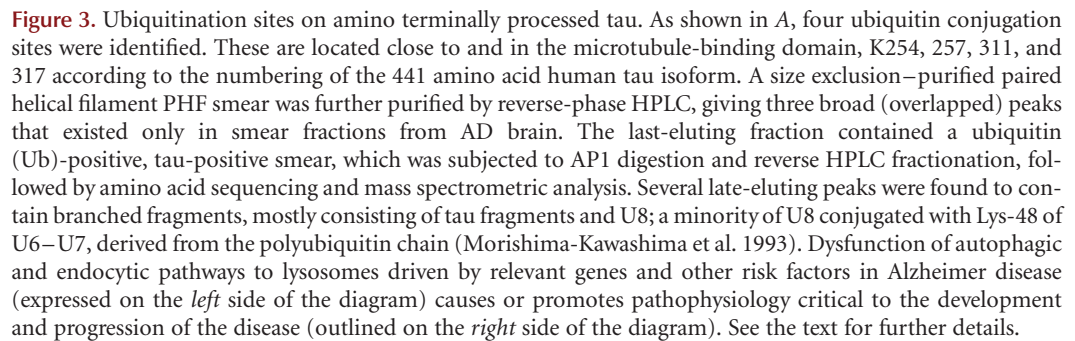 Figure 3. Ubiquitination sites on amino terminally processed tau. As shown in A, four ubiquitin conjugation
sites were identified. These are located close to and in the microtubule-binding domain, K254, 257, 311, and
317 according to the numbering of the 441 amino acid human tau isoform. A size exclusion–purified paired
helical filament PHF smear was further purified by reverse-phase HPLC, giving three broad (overlapped) peaks
that existed only in smear fractions from AD brain. The last-eluting fraction contained a ubiquitin
(Ub)-positive, tau-positive smear, which was subjected to AP1 digestion and reverse HPLC fractionation, fol-
lowed by amino acid sequencing and mass spectrometric analysis. Several late-eluting peaks were found to con-
tain branched fragments, mostly consisting of tau fragments and U8; a minority of U8 conjugated with Lys-48 of
U6–U7, derived from the polyubiquitin chain (Morishima-Kawashima et al. 1993). Dysfunction of autophagic
and endocytic pathways to lysosomes driven by relevant genes and other risk factors in Alzheimer disease
(expressed on the left side of the diagram) causes or promotes pathophysiology critical to the development
and progression of the disease (outlined on the right side of the diagram). See the text for further details.